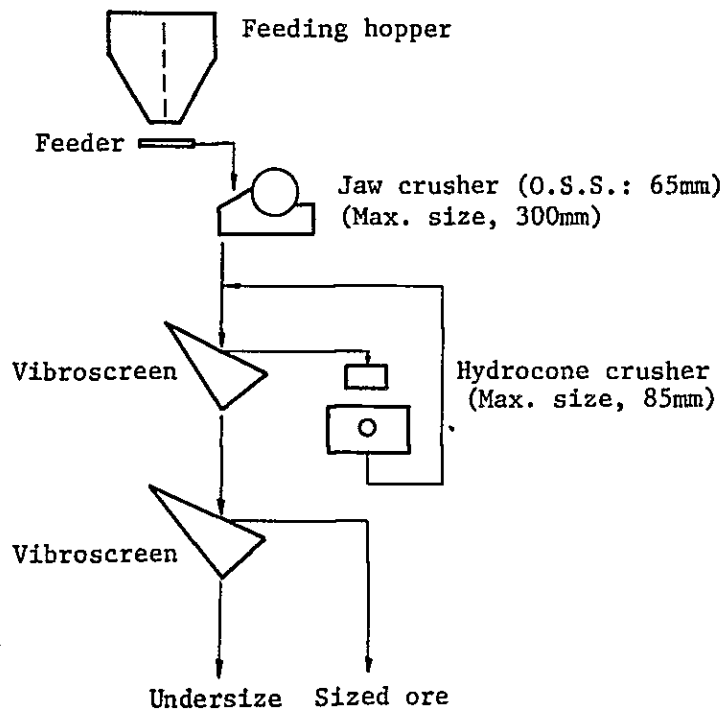 Feeding hopper
Feeder
Jaw crusher (O.S.S.: 65mm)
(Max. size, 300mm)
Vibroscreen
Hydrocone crusher
(Max. size, 85mm)
Vibroscreen
Undersize
Sized ore